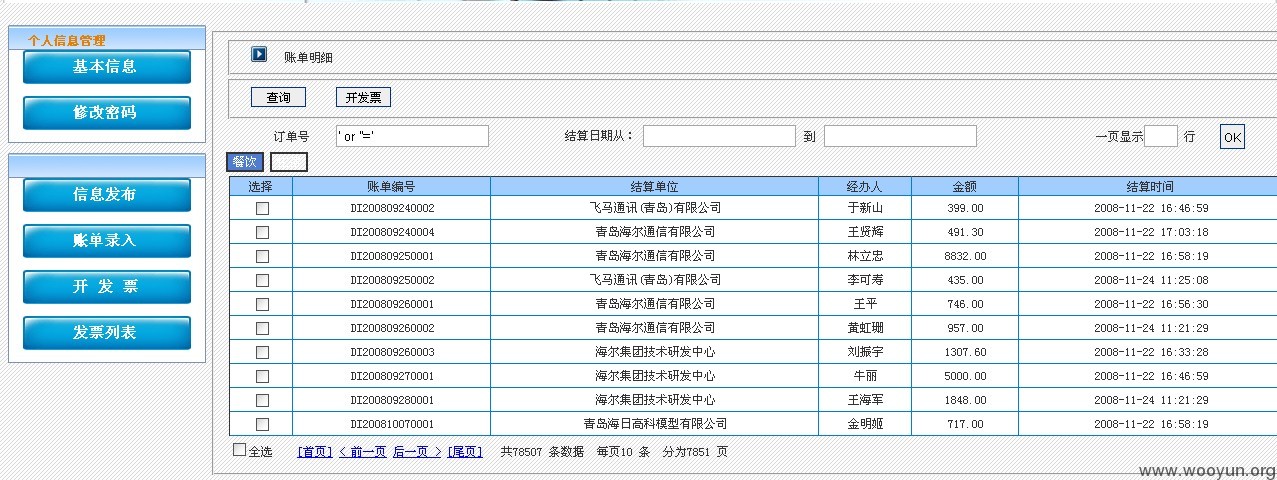 个人信息管理
基本信息
修改密码
信息发布
账单录入
开 发 票
发票列表
账单明细
查询 开发票
订单号 ' or ''=' 结算日期从： 到 一页显示 行 OK
餐饮
选择 账单编号 结算单位 经办人 金额 结算时间
DI200809240002 飞马通讯(青岛)有限公司 于新山 399.00 2008-11-22 16:46:59
DI200809240004 青岛海尔通信有限公司 王贤辉 491.30 2008-11-22 17:03:18
DI200809250001 青岛海尔通信有限公司 林立忠 8832.00 2008-11-22 16:58:19
DI200809250002 飞马通讯(青岛)有限公司 李可寿 435.00 2008-11-24 11:25:08
DI200809260001 青岛海尔通信有限公司 王平 746.00 2008-11-22 16:56:30
DI200809260002 青岛海尔通信有限公司 黄虹珊 957.00 2008-11-24 11:21:29
DI200809260003 海尔集团技术研发中心 刘振宇 1307.60 2008-11-22 16:33:28
DI200809270001 海尔集团技术研发中心 牛丽 5000.00 2008-11-22 16:46:59
DI200809280001 海尔集团技术研发中心 王海军 1848.00 2008-11-24 11:21:29
DI200810070001 青岛海日高科模型有限公司 金明姬 717.00 2008-11-22 16:58:19
全选 [首页] < 前一页 后一页 > [尾页] 共78507 条数据 每页10 条 分为7851 页
www.wooyun.org